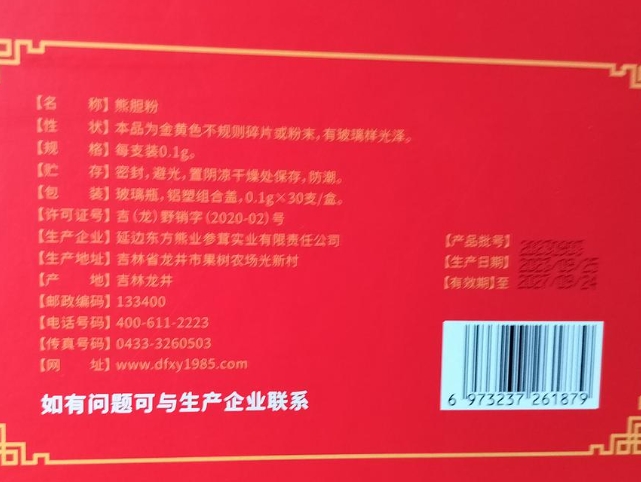 【名 称】熊胆粉
【性 状】本品为金黄色不规则碎片或粉末，有玻璃样光泽。
【规 格】每支装0.1g。
【贮 存】密封，避光，置阴凉干燥处保存，防潮。
【包 装】玻璃瓶，铝塑组合盖，0.1g×30支/盒。
【许可证号】吉（龙）野销字（2020-02）号
【生产企业】延边东方熊业参茸实业有限责任公司
【生产地址】吉林省龙井市果树农场光新村
【产 地】吉林龙井
【邮政编码】133400
【电话号码】400-611-2223
【传真号码】0433-3260503
【网 址】www.dfxy1985.com
如有问题可与生产企业联系
【产品批号】
【生产日期】
【有效期】至
6 973237 261879